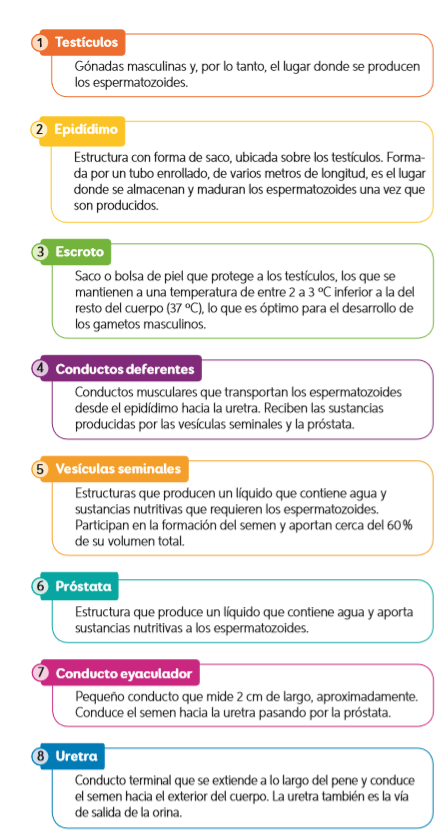 1 Testículos
Gónadas masculinas y, por lo tanto, el lugar donde se producen
los espermatozoides.
2 Epidídimo
Estructura con forma de saco, ubicada sobre los testículos. Forma-
da por un tubo enrollado, de varios metros de longitud, es el lugar
donde se almacenan y maduran los espermatozoides una vez que
son producidos.
3 Escroto
Saco o bolsa de piel que protege a los testículos, los que se
mantienen a una temperatura de entre 2 a 3 ºC inferior a la del
resto del cuerpo (37 ºC), lo que es óptimo para el desarrollo de
los gametos masculinos.
4 Conductos deferentes
Conductos musculares que transportan los espermatozoides
desde el epidídimo hacia la uretra. Reciben las sustancias
producidas por las vesículas seminales y la próstata.
5 Vesículas seminales
Estructuras que producen un líquido que contiene agua y
sustancias nutritivas que requieren los espermatozoides.
Participan en la formación del semen y aportan cerca del 60 %
de su volumen total.
6 Próstata
Estructura que produce un líquido que contiene agua y aporta
sustancias nutritivas a los espermatozoides.
7 Conducto eyaculador
Pequeño conducto que mide 2 cm de largo, aproximadamente.
Conduce el semen hacia la uretra pasando por la próstata.
8 Uretra
Conducto terminal que se extiende a lo largo del pene y conduce
el semen hacia el exterior del cuerpo. La uretra también es la vía
de salida de la orina.